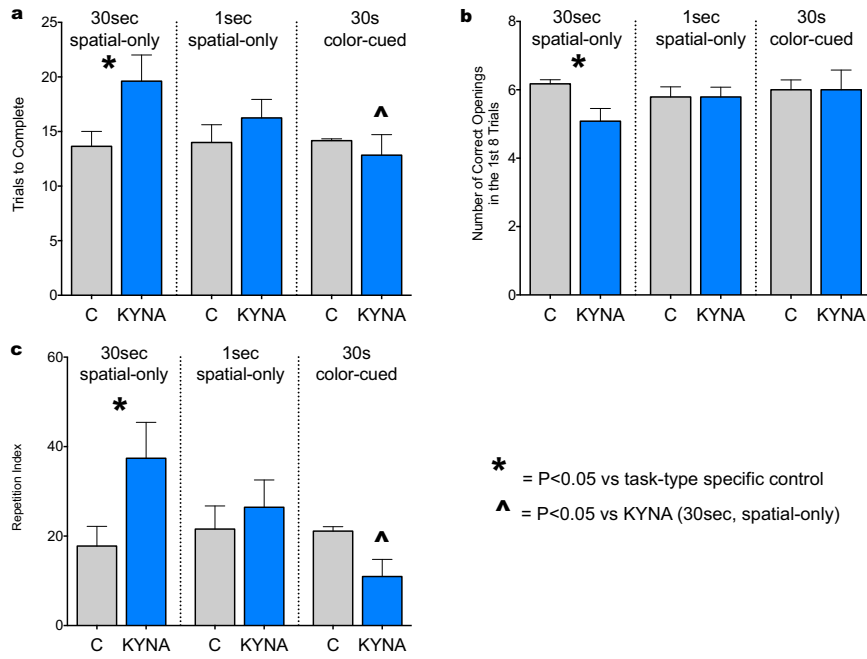 a
30sec
spatial-only
1sec
spatial-only
30s
color-cued
Trials to Complete
25
20
15
10
5
0
*
^
C KYNA C KYNA C KYNA
b
30sec
spatial-only
1sec
spatial-only
30s
color-cued
Number of Correct Openings
in the 1st 8 Trials
8
6
4
2
0
*
C KYNA C KYNA C KYNA
c
30sec
spatial-only
1sec
spatial-only
30s
color-cued
Repetition Index
60
40
20
0
*
^
C KYNA C KYNA C KYNA
* = P<0.05 vs task-type specific control
^ = P<0.05 vs KYNA (30sec, spatial-only)